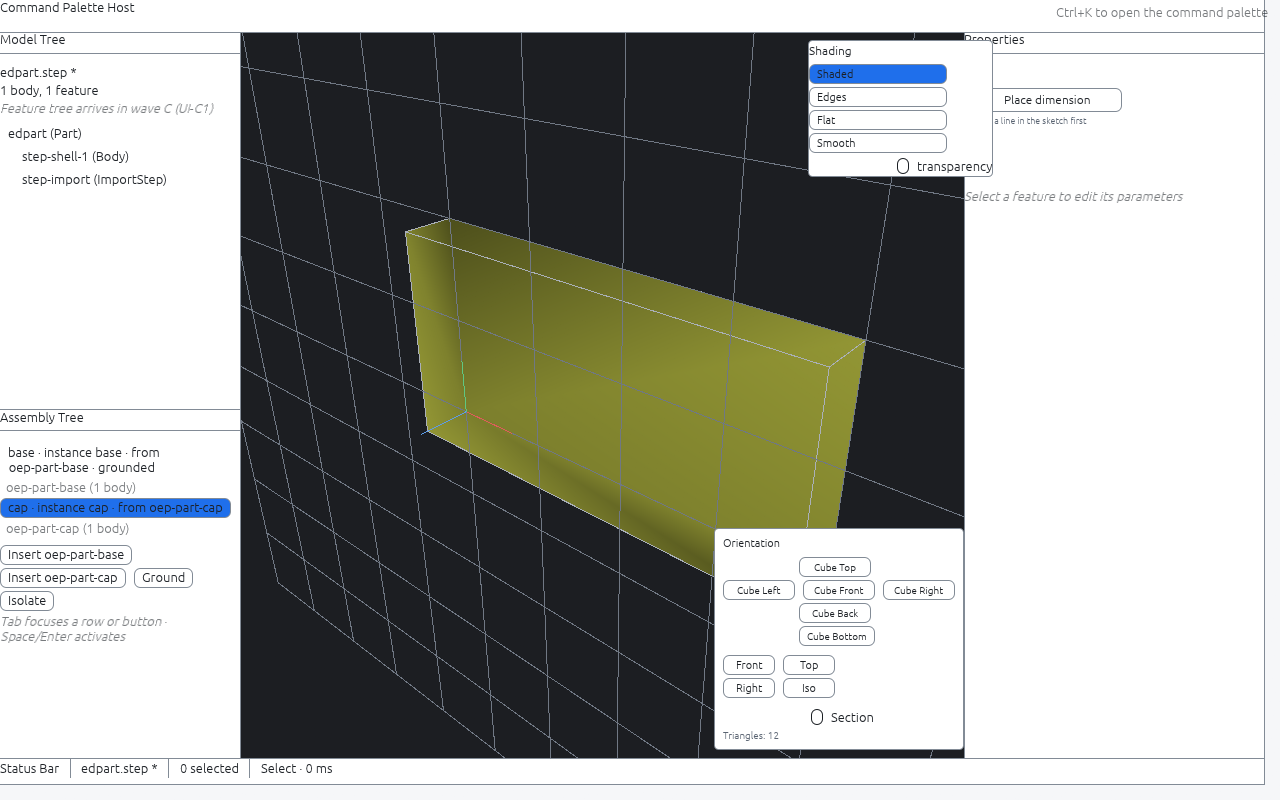 Command Palette Host
Ctrl+K to open the command palette
Model Tree
edpart.step *
1 body, 1 feature
Feature tree arrives in wave C (UI-C1)
edpart (Part)
step-shell-1 (Body)
step-import (ImportStep)
Assembly Tree
base · instance base · from
oep-part-base · grounded
oep-part-base (1 body)
cap · instance cap · from oep-part-cap
oep-part-cap (1 body)
Insert oep-part-base
Insert oep-part-cap
Ground
Isolate
Tab focuses a row or button ·
Space/Enter activates
Shading
Shaded
Edges
Flat
Smooth
transparency
Properties
Place dimension
a line in the sketch first
Select a feature to edit its parameters
Orientation
Cube Top
Cube Left
Cube Front
Cube Right
Cube Back
Cube Bottom
Front
Top
Right
Iso
Section
Triangles: 12
Status Bar
edpart.step *
0 selected
Select · 0 ms